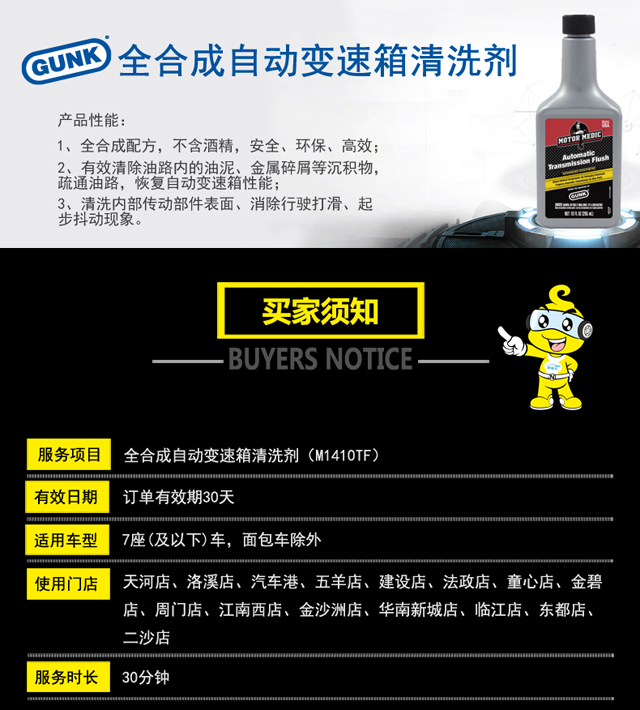 GUNK 全合成自动变速箱清洗剂
产品性能：
1、全合成配方，不含酒精，安全、环保、高效；
2、有效清除油路内的油泥、金属碎屑等沉积物，
疏通油路，恢复自动变速箱性能；
3、清洗内部传动部件表面、消除行驶打滑、起
步抖动现象。
MOTOR MEDIC
Automatic
Transmission Flush
GUNK
买家须知
BUYERS NOTICE
服务项目 全合成自动变速箱清洗剂（M1410TF）
有效日期 订单有效期30天
适用车型 7座(及以下)车，面包车除外
使用门店 天河店、洛溪店、汽车港、五羊店、建设店、法政店、童心店、金碧
店、周门店、江南西店、金沙洲店、华南新城店、临江店、东都店、
二沙店
服务时长 30分钟